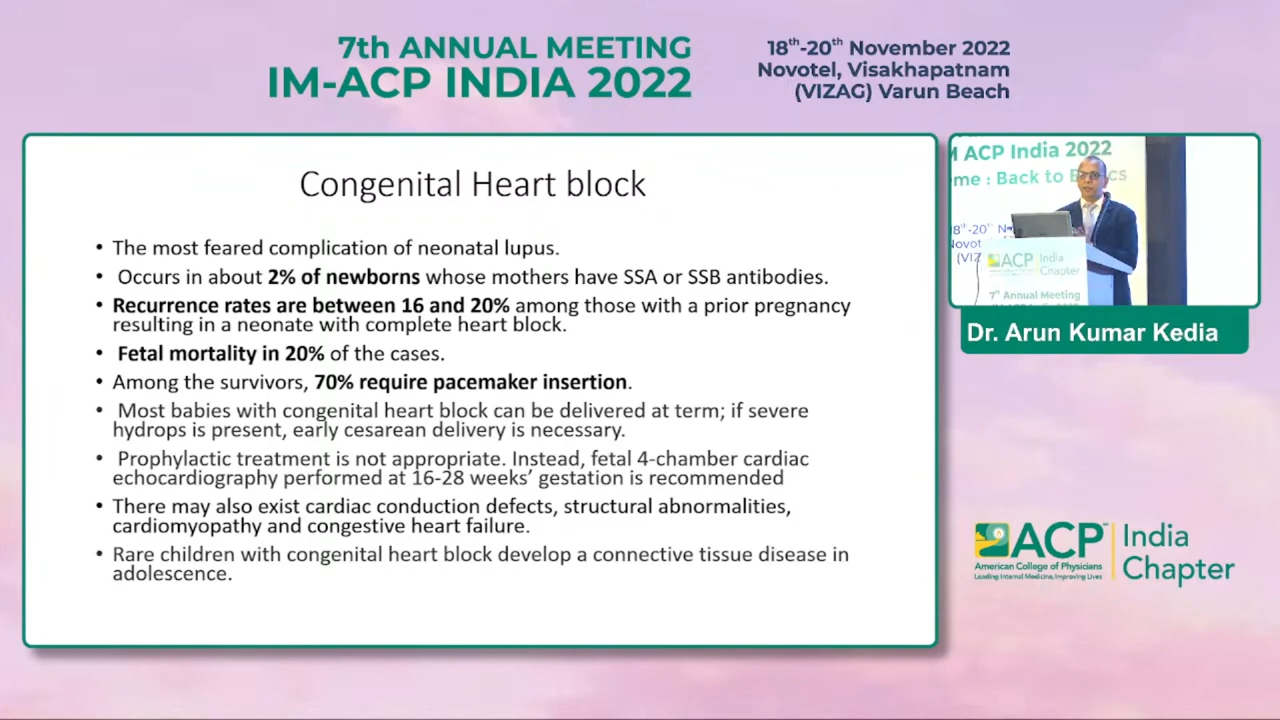 7th ANNUAL MEETING
IM-ACP INDIA 2022
18th-20th November 2022
Novotel, Visakhapatnam
(VIZAG) Varun Beach
Congenital Heart block
• The most feared complication of neonatal lupus.
• Occurs in about 2% of newborns whose mothers have SSA or SSB antibodies.
• Recurrence rates are between 16 and 20% among those with a prior pregnancy
resulting in a neonate with complete heart block.
• Fetal mortality in 20% of the cases.
• Among the survivors, 70% require pacemaker insertion.
• Most babies with congenital heart block can be delivered at term; if severe
hydrops is present, early cesarean delivery is necessary.
• Prophylactic treatment is not appropriate. Instead, fetal 4-chamber cardiac
echocardiography performed at 16-28 weeks’ gestation is recommended
• There may also exist cardiac conduction defects, structural abnormalities,
cardiomyopathy and congestive heart failure.
• Rare children with congenital heart block develop a connective tissue disease in
adolescence.
M ACP India 2022
me : Back to B cs
18th-20th N
Novot
(VIZ
ACP India
Chapter
7th Annual Meeting
Dr. Arun Kumar Kedia
ACP™
American College of Physicians
Leading Internal Medicine, Improving Lives
India
Chapter